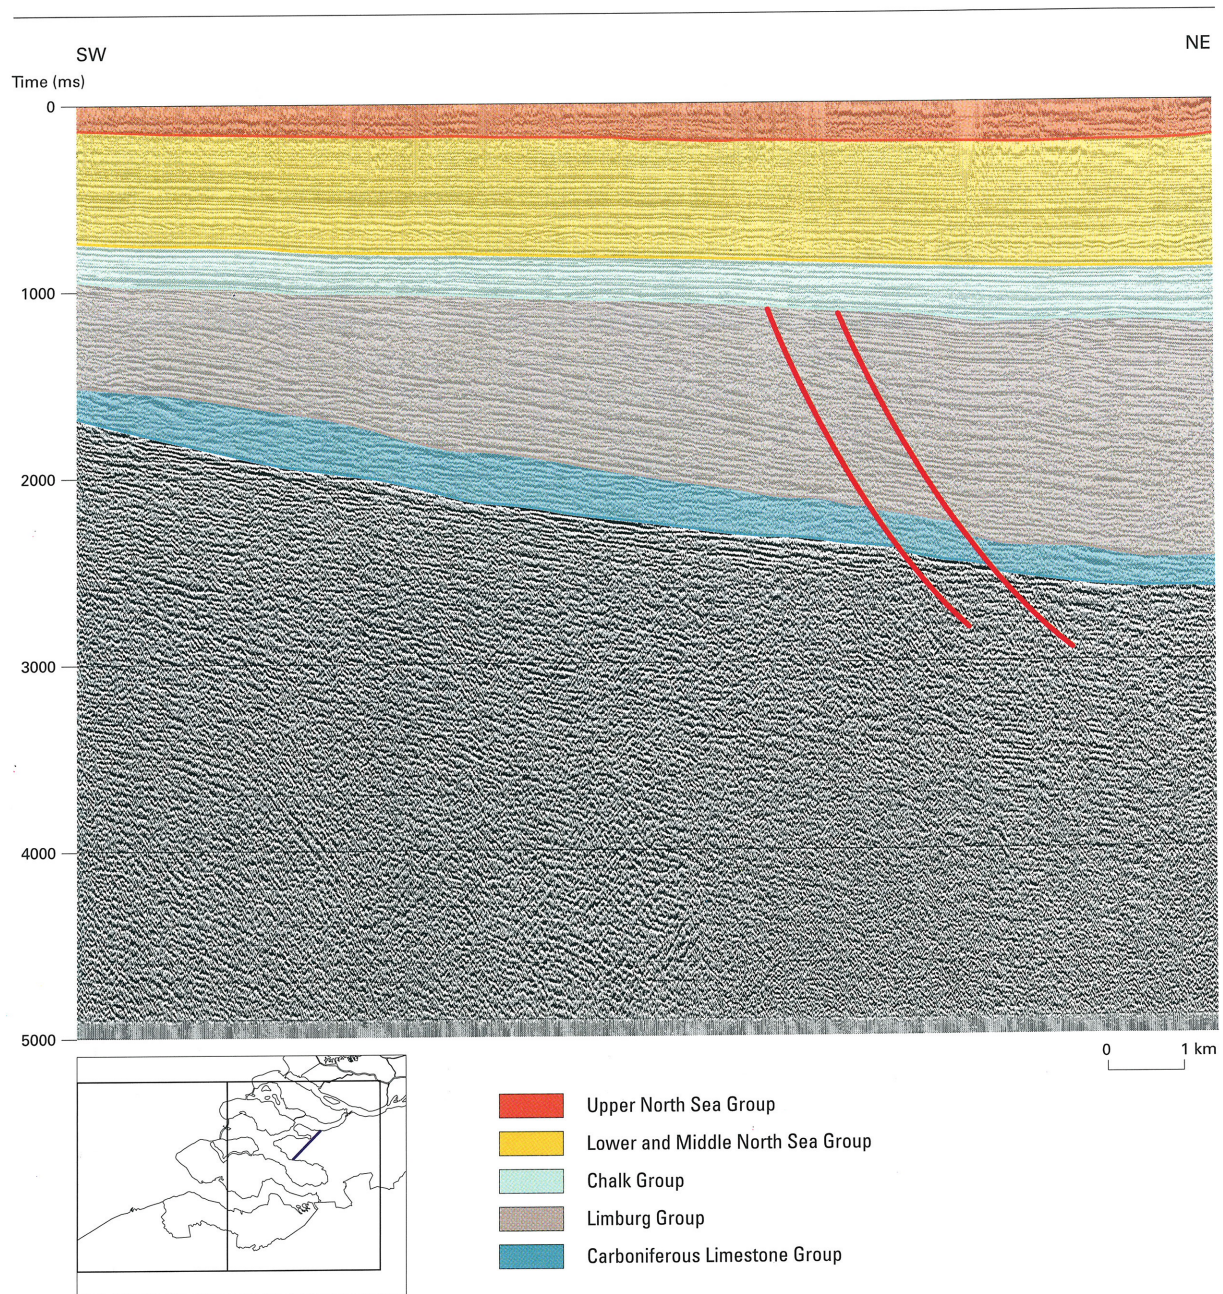 SW
NE
Time (ms)
0
1000
2000
3000
4000
5000
0 1 km
Upper North Sea Group
Lower and Middle North Sea Group
Chalk Group
Limburg Group
Carboniferous Limestone Group